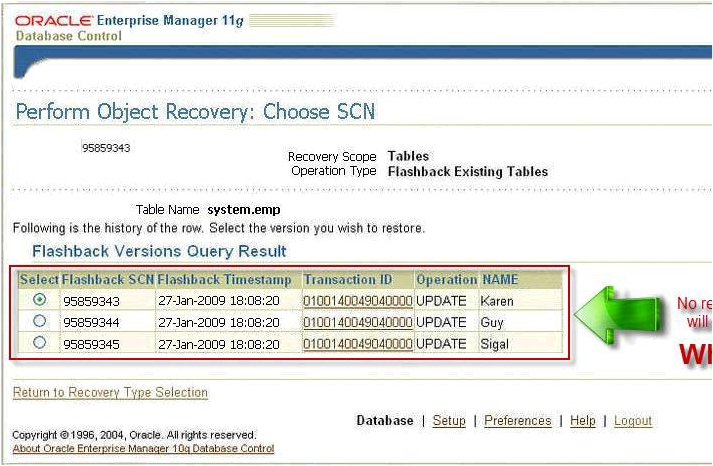 ORACLE Enterprise Manager 11g
Database Control
Perform Object Recovery: Choose SCN
95859343
Recovery Scope Tables
Operation Type Flashback Existing Tables
Table Name system.emp
Following is the history of the row. Select the version you wish to restore.
Flashback Versions Query Result
Select Flashback SCN Flashback Timestamp Transaction ID Operation NAME
95859343 27-Jan-2009 18:08:20 0100140049040000 UPDATE Karen
95859344 27-Jan-2009 18:08:20 0100140049040000 UPDATE Guy
95859345 27-Jan-2009 18:08:20 0100140049040000 UPDATE Sigal
No re
will
Wh
Return to Recovery Type Selection
Database | Setup | Preferences | Help | Logout
Copyright © 1996, 2004, Oracle. All rights reserved.
About Oracle Enterprise Manager 10g Database Control